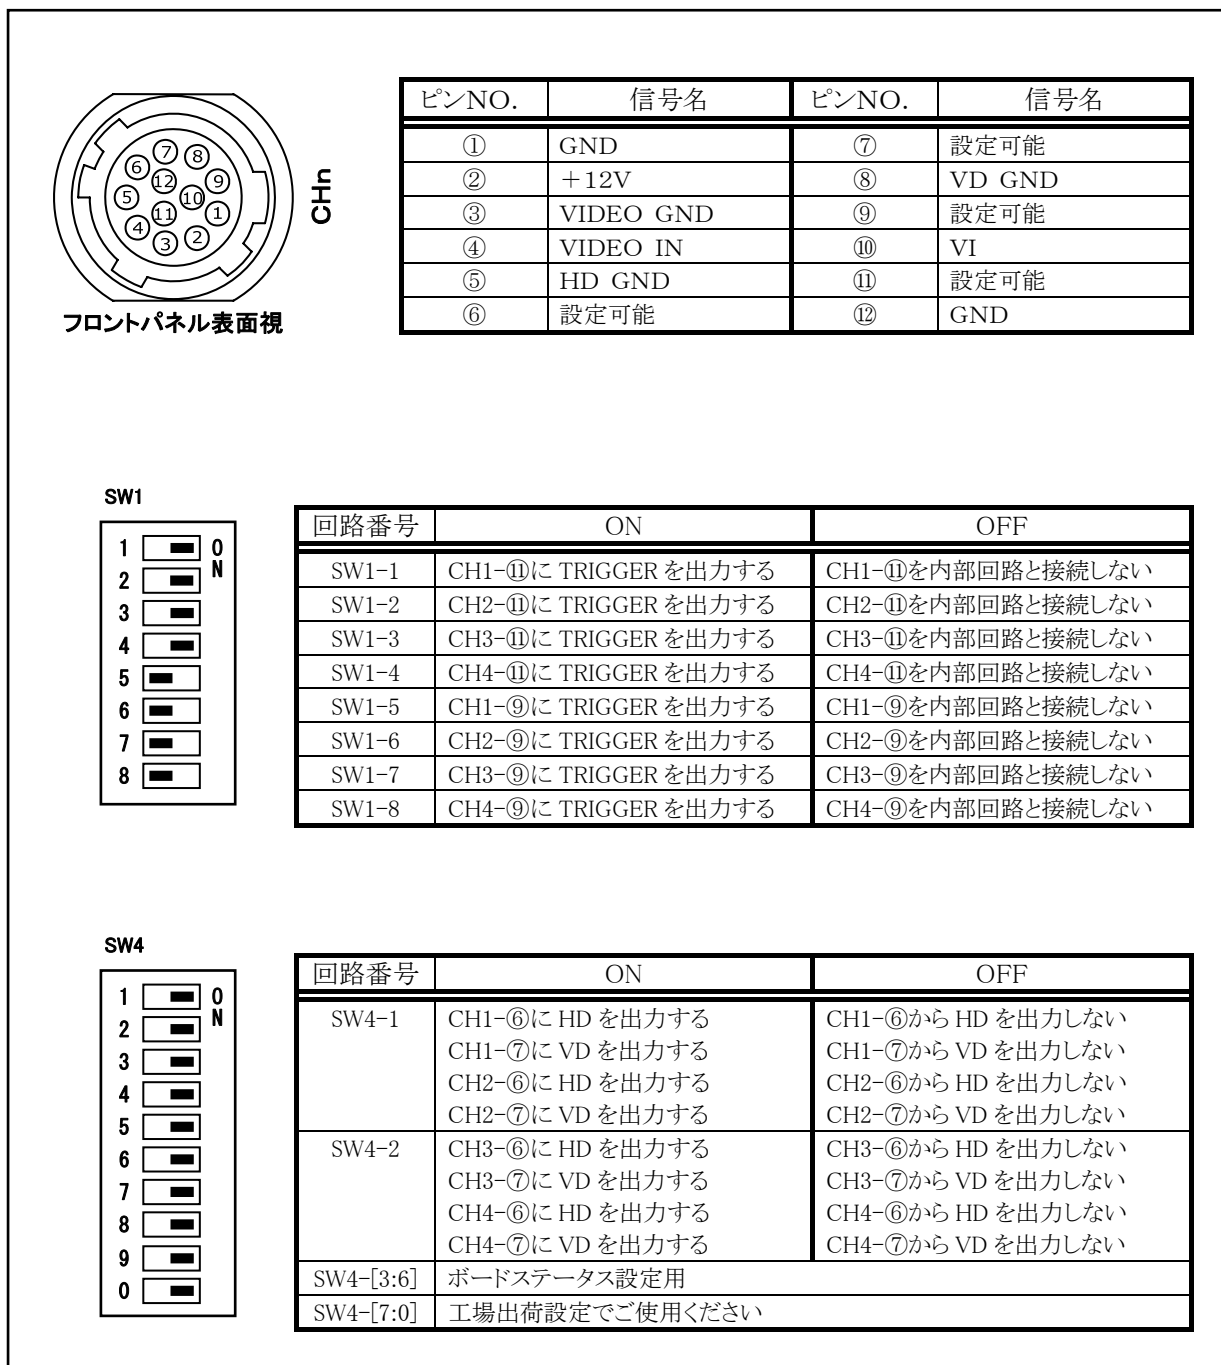 ピンNO. 信号名 ピンNO. 信号名
① GND ⑦ 設定可能
② +12V ⑧ VD GND
③ VIDEO GND ⑨ 設定可能
④ VIDEO IN ⑩ VI
⑤ HD GND ⑪ 設定可能
⑥ 設定可能 ⑫ GND
⑦ ⑧
⑥ ⑫ ⑨
⑤ ⑩
④ ⑪ ①
③ ②
CHn
フロントパネル表面視
SW1
1 O
N
2
3
4
5
6
7
8
回路番号 ON OFF
SW1-1 CH1-⑪に TRIGGER を出力する CH1-⑪を内部回路と接続しない
SW1-2 CH2-⑪に TRIGGER を出力する CH2-⑪を内部回路と接続しない
SW1-3 CH3-⑪に TRIGGER を出力する CH3-⑪を内部回路と接続しない
SW1-4 CH4-⑪に TRIGGER を出力する CH4-⑪を内部回路と接続しない
SW1-5 CH1-⑨に TRIGGER を出力する CH1-⑨を内部回路と接続しない
SW1-6 CH2-⑨に TRIGGER を出力する CH2-⑨を内部回路と接続しない
SW1-7 CH3-⑨に TRIGGER を出力する CH3-⑨を内部回路と接続しない
SW1-8 CH4-⑨に TRIGGER を出力する CH4-⑨を内部回路と接続しない
SW4
1 O
N
2
3
4
5
6
7
8
9
0
回路番号 ON OFF
SW4-1 CH1-⑥に HD を出力する CH1-⑥から HD を出力しない
CH1-⑦に VD を出力する CH1-⑦から VD を出力しない
CH2-⑥に HD を出力する CH2-⑥から HD を出力しない
CH2-⑦に VD を出力する CH2-⑦から VD を出力しない
SW4-2 CH3-⑥に HD を出力する CH3-⑥から HD を出力しない
CH3-⑦に VD を出力する CH3-⑦から VD を出力しない
CH4-⑥に HD を出力する CH4-⑥から HD を出力しない
CH4-⑦に VD を出力する CH4-⑦から VD を出力しない
SW4-[3:6] ボードステータス設定用
SW4-[7:0] 工場出荷設定でご使用ください